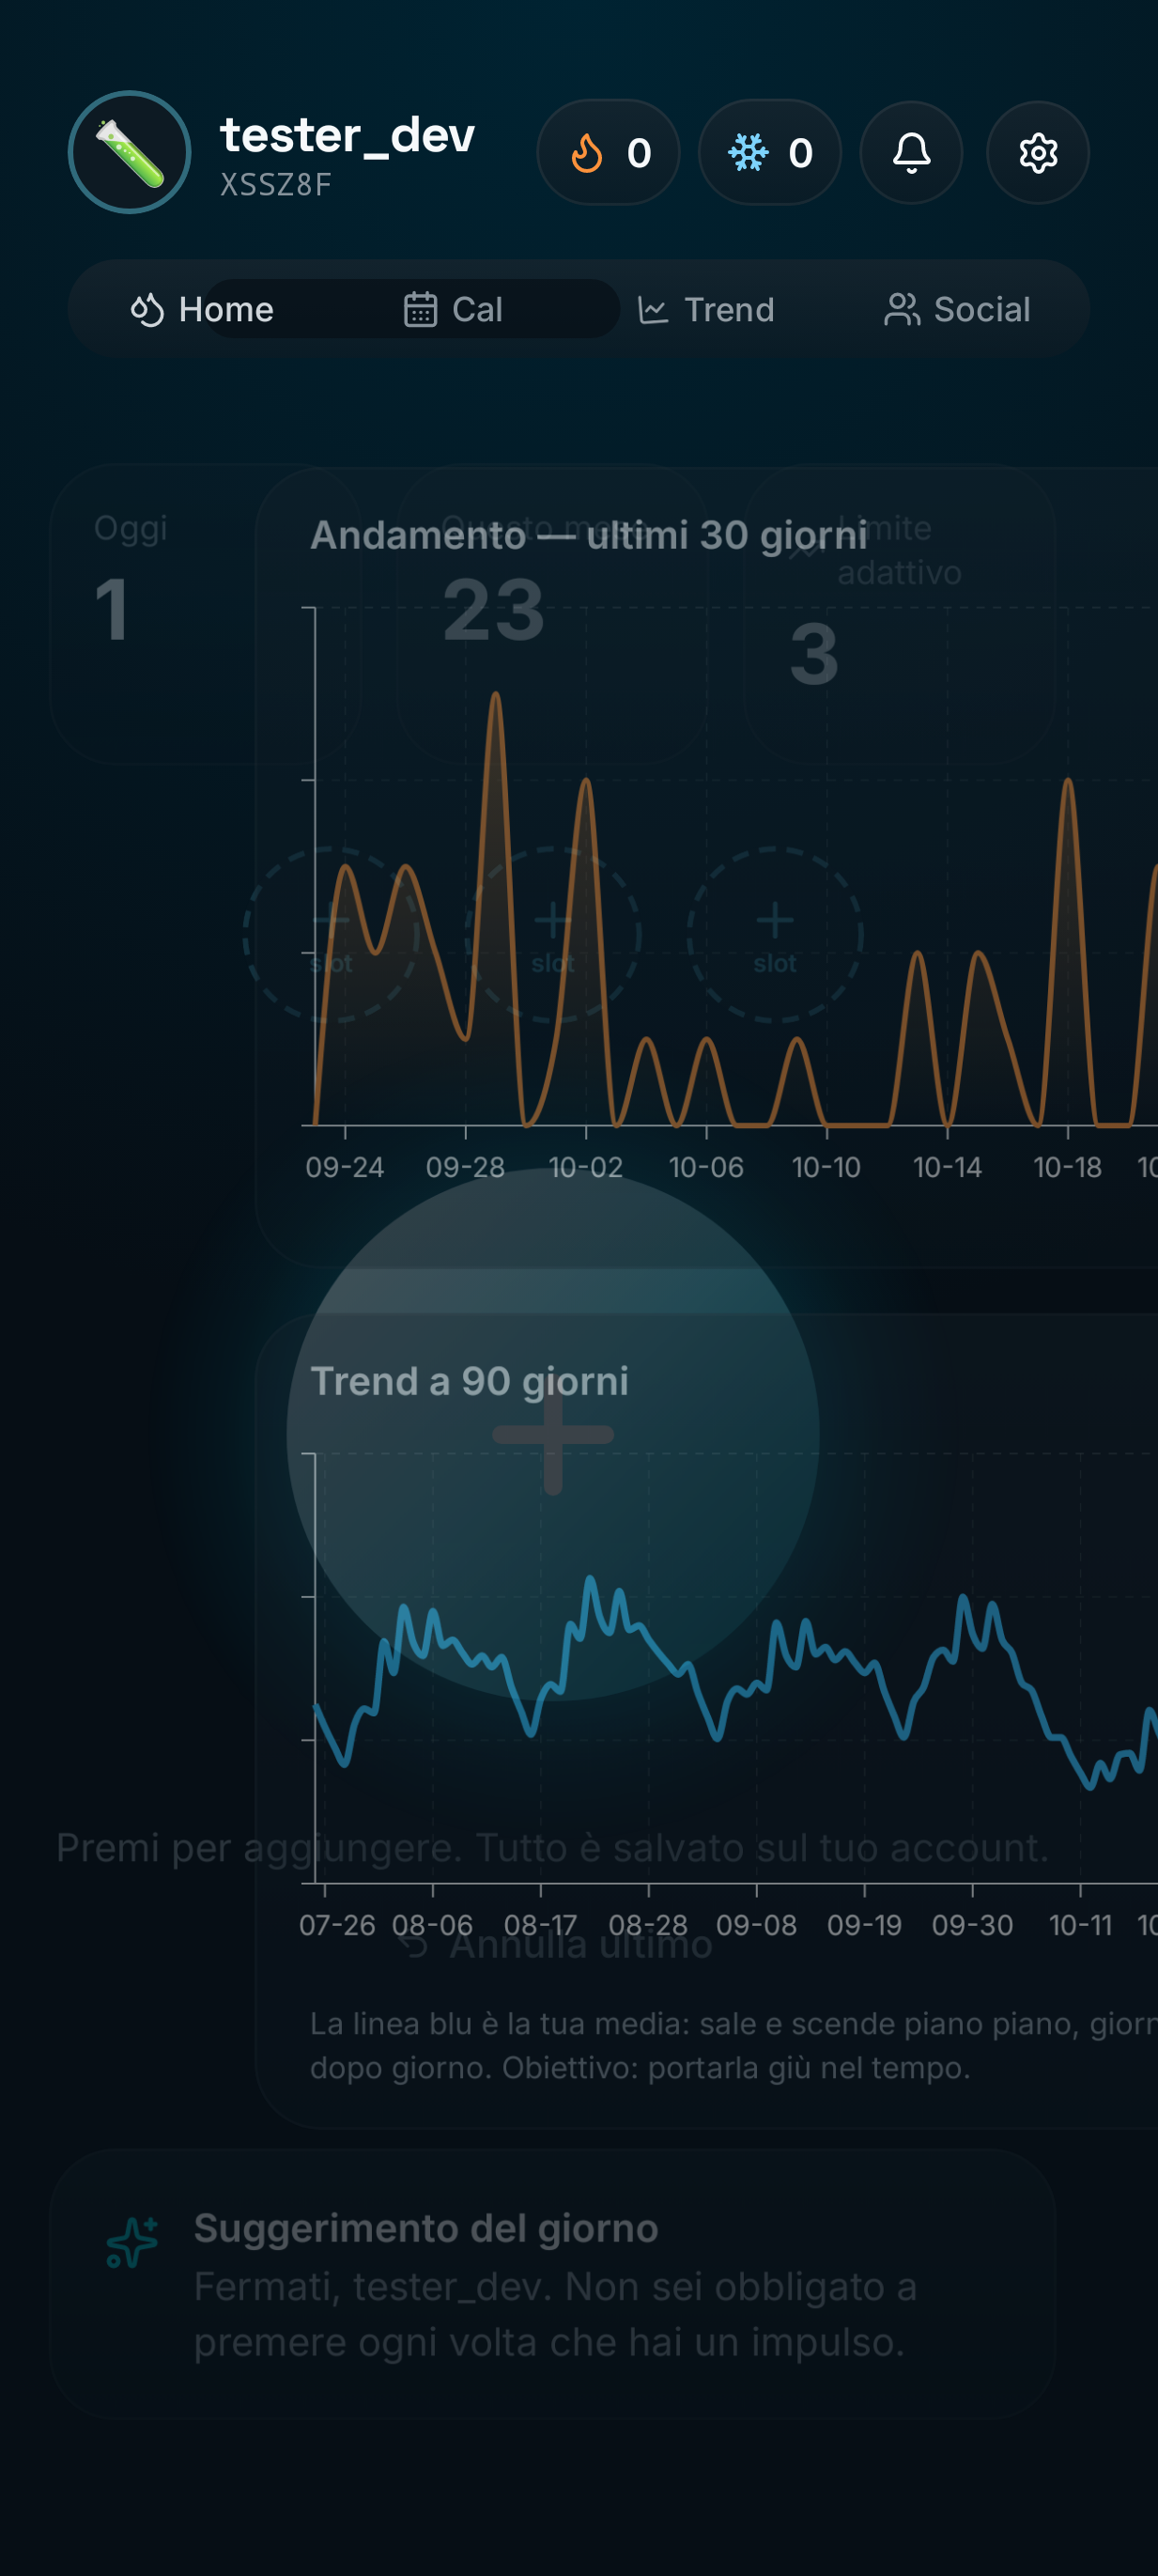 tester_dev
XSSZ8F
0
0
Home
Cal
Trend
Social
Oggi
1
Questo mese
23
Limite
adattivo
3
Andamento — ultimi 30 giorni
slot
slot
slot
09-24
09-28
10-02
10-06
10-10
10-14
10-18
Trend a 90 giorni
Premi per aggiungere. Tutto è salvato sul tuo account.
07-26
08-06
08-17
08-28
09-08
09-19
09-30
10-11
Annulla ultimo
La linea blu è la tua media: sale e scende piano piano,
dopo giorno. Obiettivo: portarla giù nel tempo.
Suggerimento del giorno
Fermati, tester_dev. Non sei obbligato a
premere ogni volta che hai un impulso.